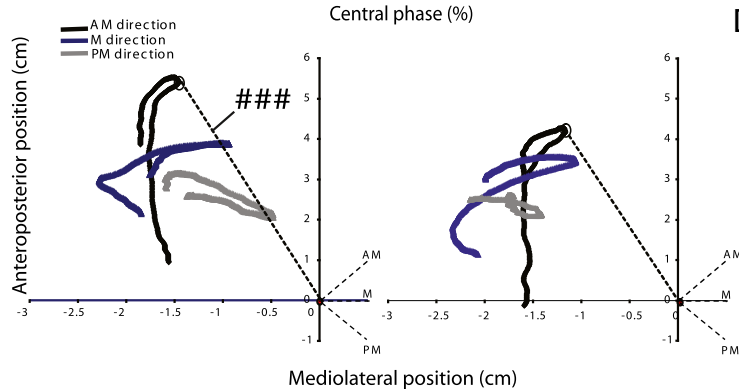 Central phase (%)
D
AM direction
M direction
PM direction
Anteroposterior position (cm)
###
6
5
4
3
2
1
0
-1
-3
-2.5
-2
-1.5
-1
-0.5
0
AM
M
PM
6
5
4
3
2
1
0
-1
-3
-2.5
-2
-1.5
-1
-0.5
0
AM
M
PM
Mediolateral position (cm)